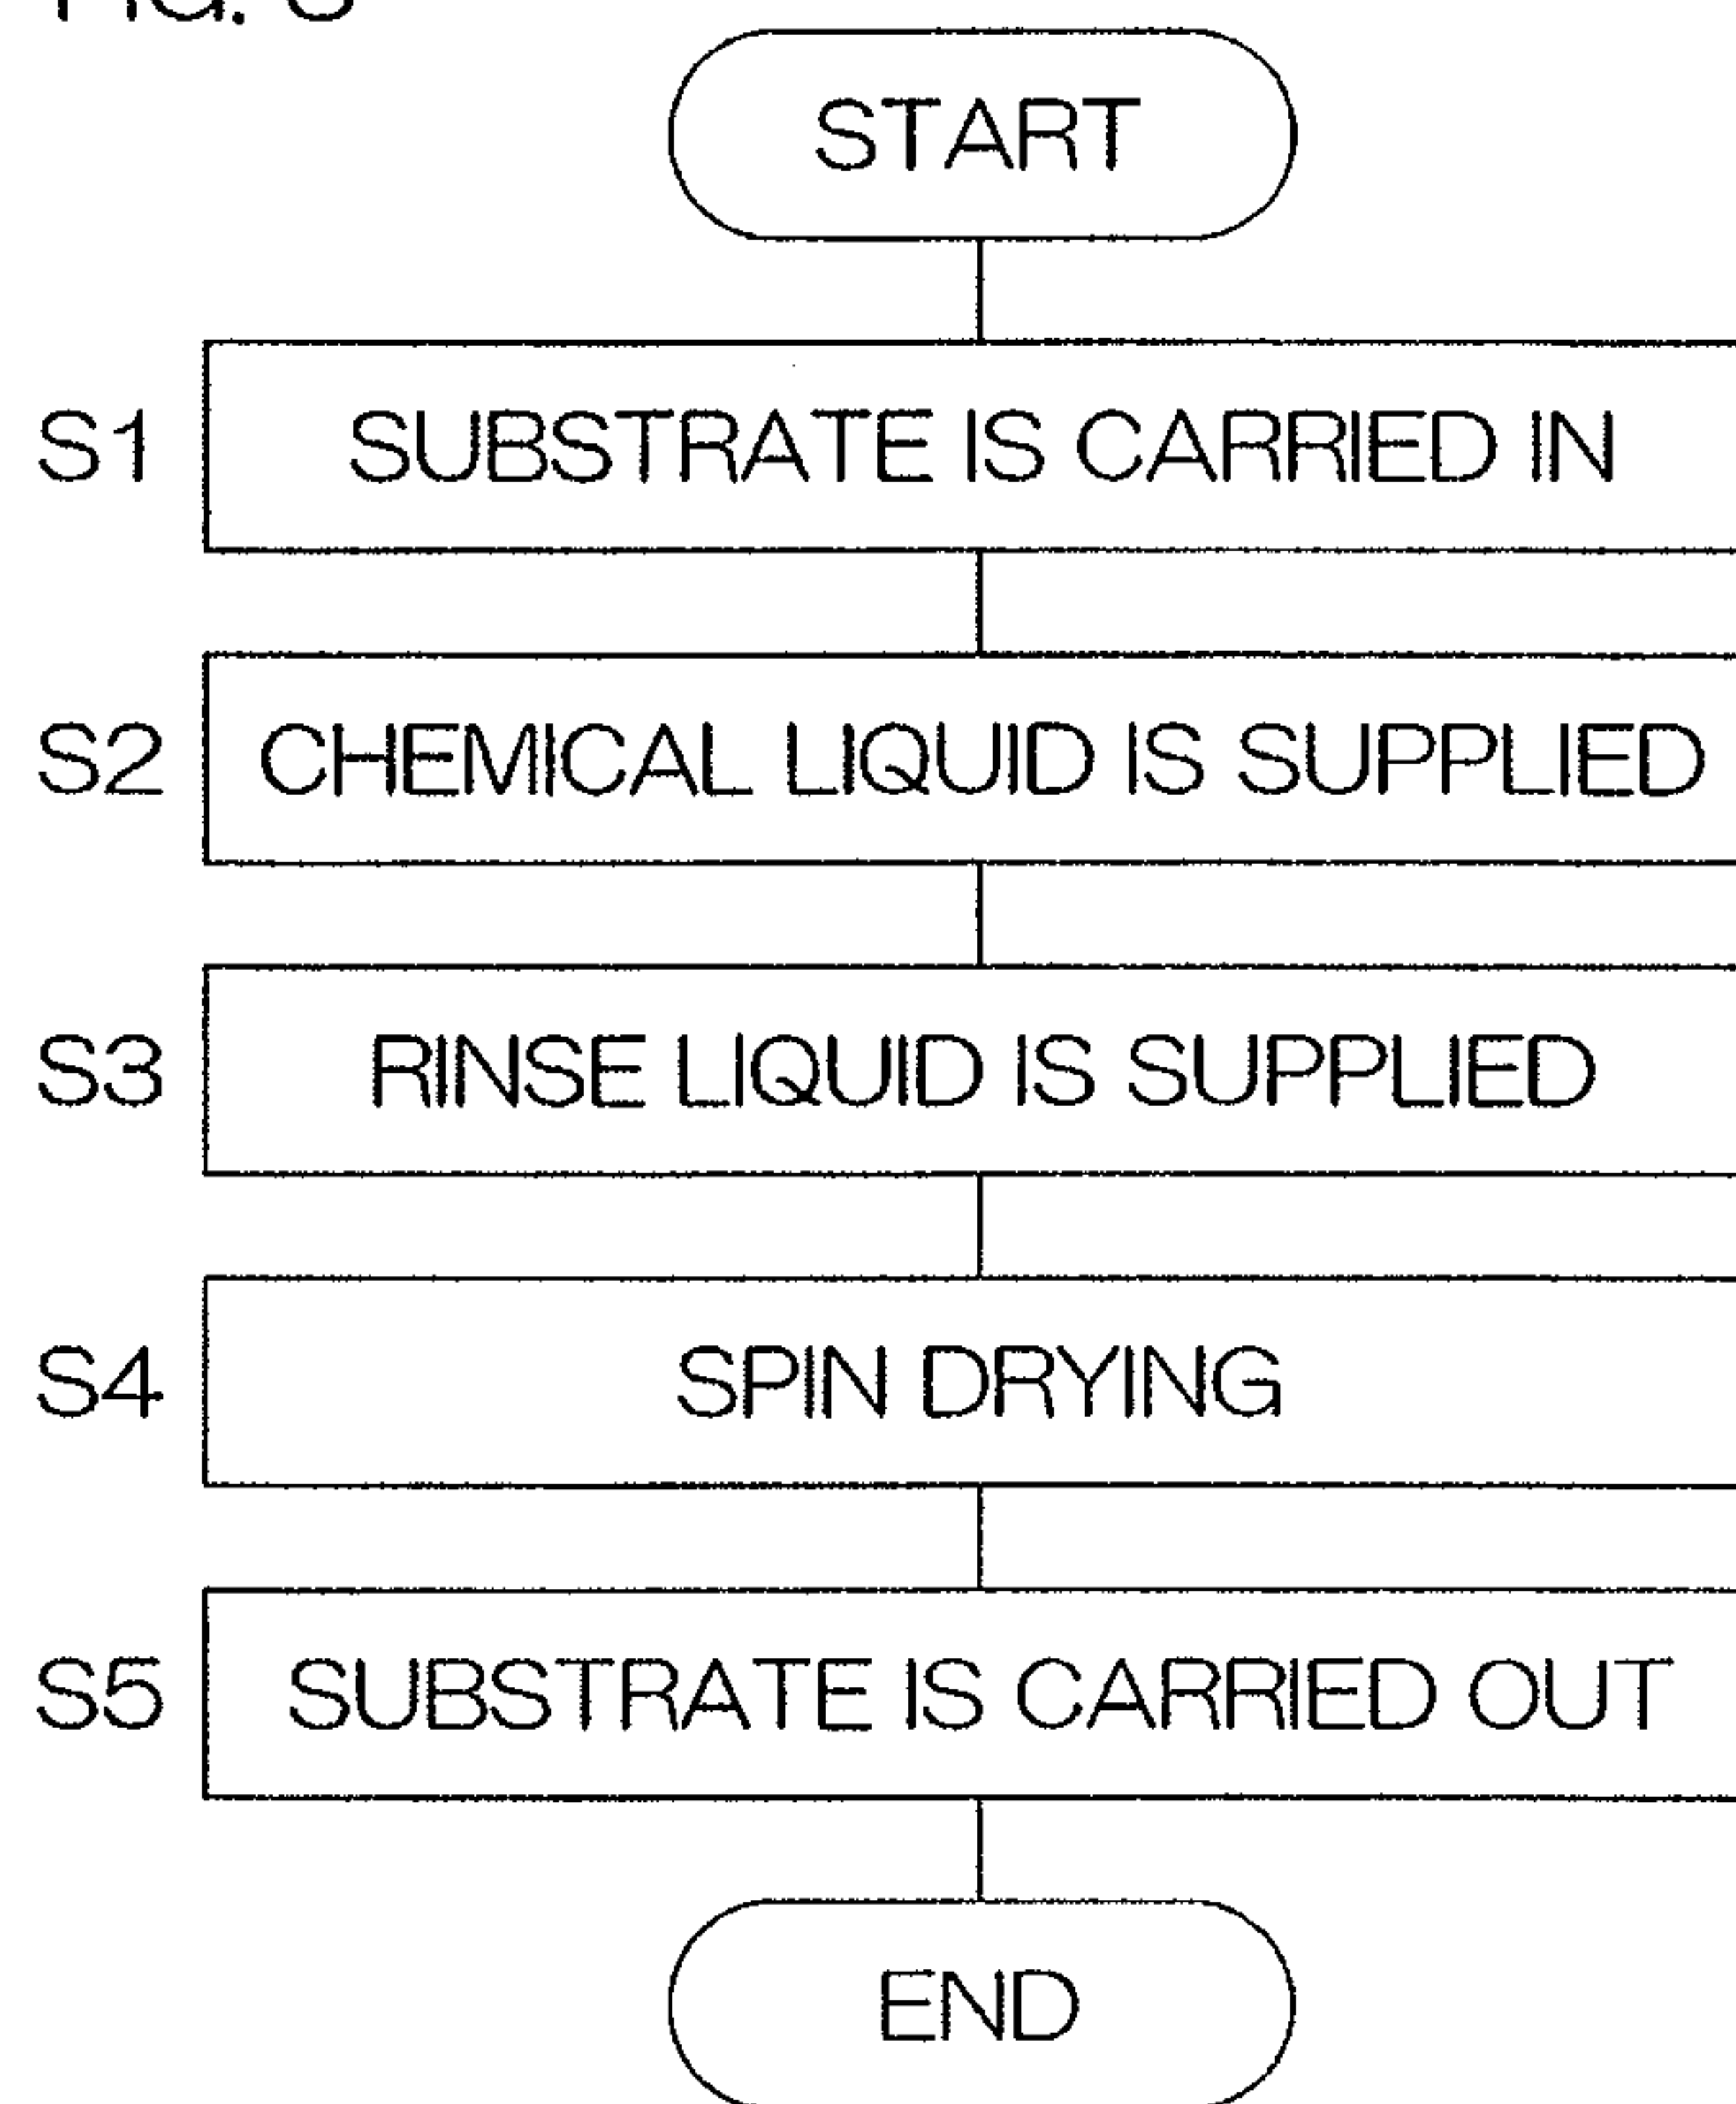 START
S1 SUBSTRATE IS CARRIED IN
S2 CHEMICAL LIQUID IS SUPPLIED
S3 RINSE LIQUID IS SUPPLIED
S4 SPIN DRYING
S5 SUBSTRATE IS CARRIED OUT
END